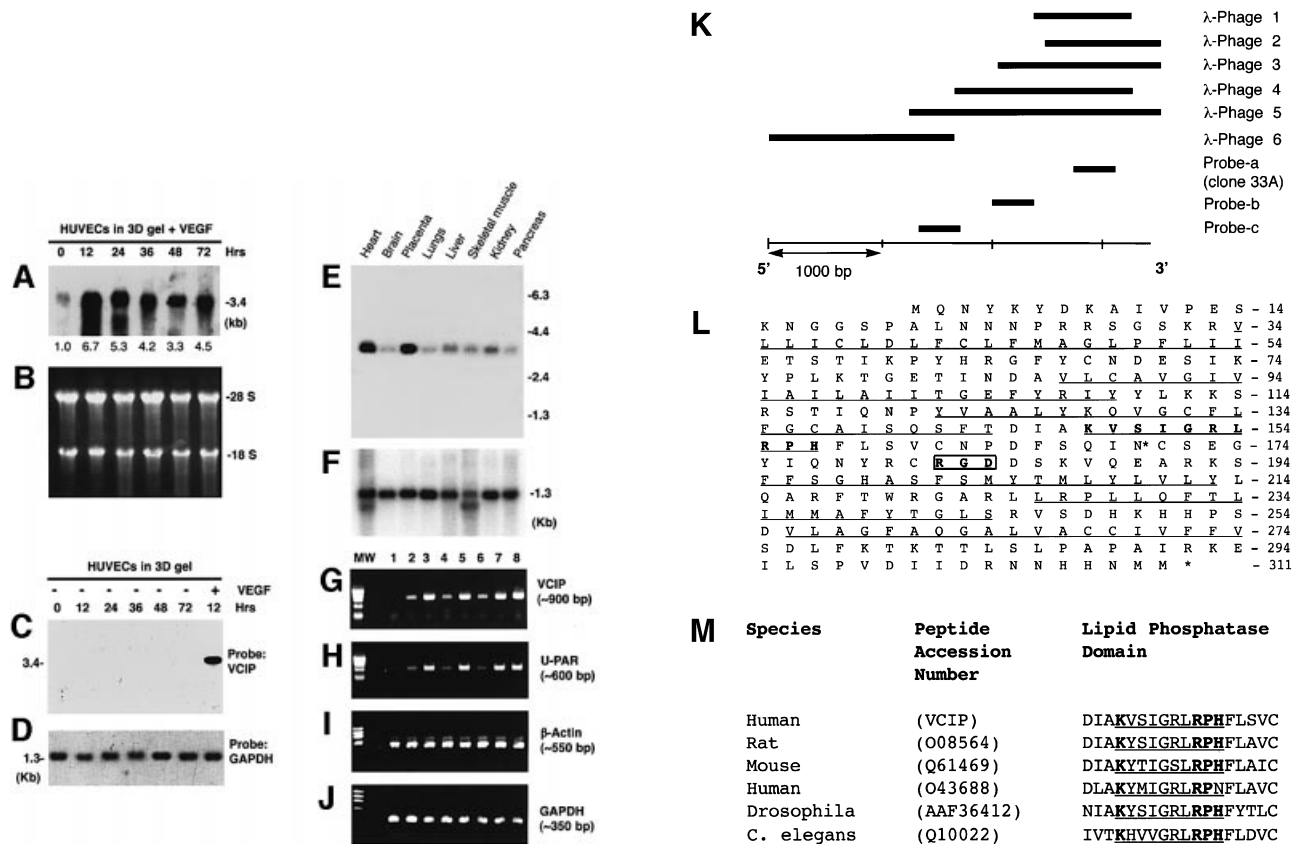 HUVECs in 3D gel + VEGF
0 12 24 36 48 72 Hrs
A
-3.4
(kb)
1.0 6.7 5.3 4.2 3.3 4.5
B
-28 S
-18 S
HUVECs in 3D gel
- - - - - - + VEGF
0 12 24 36 48 72 12 Hrs
C
3.4-
Probe:
VCIP
D
1.3-
(Kb)
Probe:
GAPDH
Heart
Brain
Placenta
Lungs
Liver
Skeletal muscle
Kidney
Pancreas
E
-6.3
-4.4
-2.4
-1.3
F
-1.3
(Kb)
MW 1 2 3 4 5 6 7 8
G
VCIP
(~900 bp)
H
U-PAR
(~600 bp)
I
β-Actin
(~550 bp)
J
GAPDH
(~350 bp)
K
λ-Phage 1
λ-Phage 2
λ-Phage 3
λ-Phage 4
λ-Phage 5
λ-Phage 6
Probe-a
(clone 33A)
Probe-b
Probe-c
5' 1000 bp 3'
L
M Q N Y K Y D K A I V P E S - 14
K N G G S P A L N N N P R R S G S K R V - 34
L L I C L D L F C L F M A G L P F L I I - 54
E T S T I K P Y H R G F Y C N D E S I K - 74
Y P L K T G E T I N D A V L C A V G I V - 94
I A I L A I I T G E F Y R I Y Y L K K S - 114
R S T I Q N P Y V A A L Y K Q V G C F L - 134
F G C A I S Q S F T D I A K V S I G R L - 154
R P H F L S V C N P D F S Q I N* C S E G - 174
Y I Q N Y R C R G D D S K V Q E A R K S - 194
F F S G H A S F S M Y T M L Y L V L Y L - 214
Q A R F T W R G A R L L R P L L Q F T L - 234
I M M A F Y T G L S R V S D H K H H P S - 254
D V L A G F A Q G A L V A C C I V F F V - 274
S D L F K T K T T L S L P A P A I R K E - 294
I L S P V D I I D R N N H H N M M * - 311
M
Species Peptide Accession Number Lipid Phosphatase Domain
Human (VCIP) DIAKVSIGRLRPHFLSVC
Rat (O08564) DIAKYSIGRLRPHFLAVC
Mouse (Q61469) DIAKYTIGSLRPHFLAIC
Human (O43688) DLAKYMIGRLRPNFLAVC
Drosophila (AAF36412) NIAKYSIGRLRPHFYTLC
C. elegans (Q10022) IVTKHVVGRLRPHFLDVC